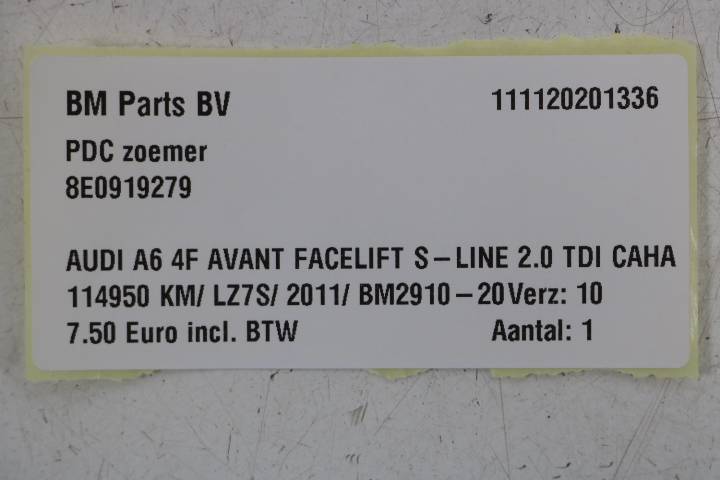 BM Parts BV 111120201336
PDC zoemer
8E0919279
AUDI A6 4F AVANT FACELIFT S-LINE 2.0 TDI CAHA
114950 KM/ LZ7S/ 2011/ BM2910-20Verz: 10
7.50 Euro incl. BTW Aantal: 1